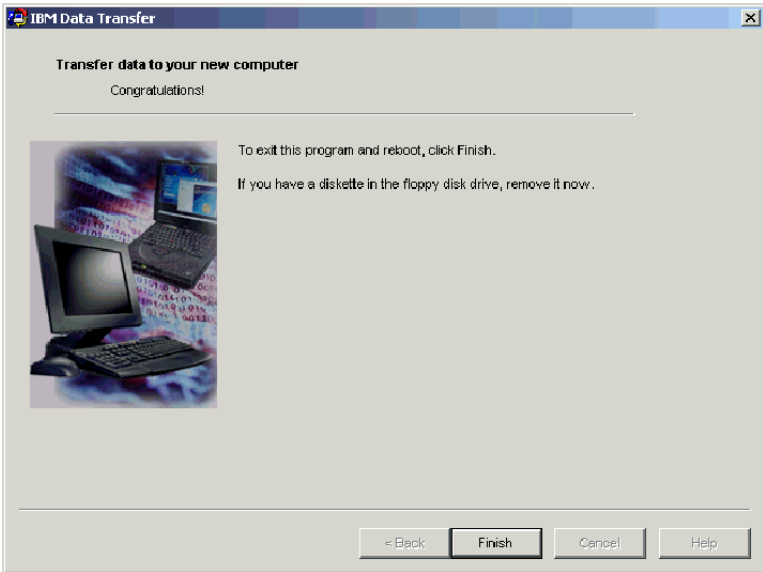 IBM Data Transfer
Transfer data to your new computer
Congratulations!
To exit this program and reboot, click Finish.
If you have a diskette in the floppy disk drive, remove it now.
< Back Finish Cancel Help